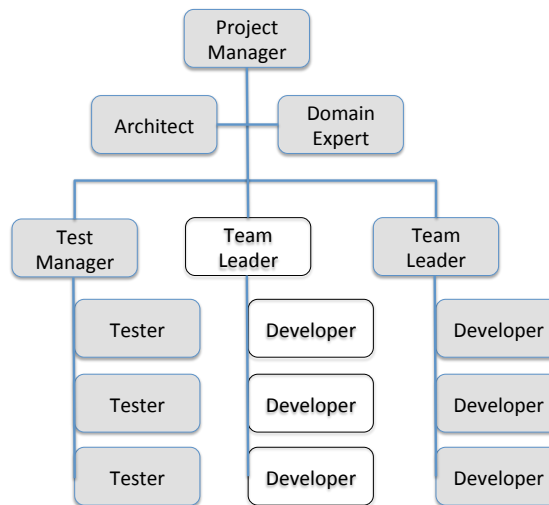 Project
Manager
Architect
Domain
Expert
Test
Manager
Team
Leader
Team
Leader
Tester
Developer
Developer
Tester
Developer
Developer
Tester
Developer
Developer